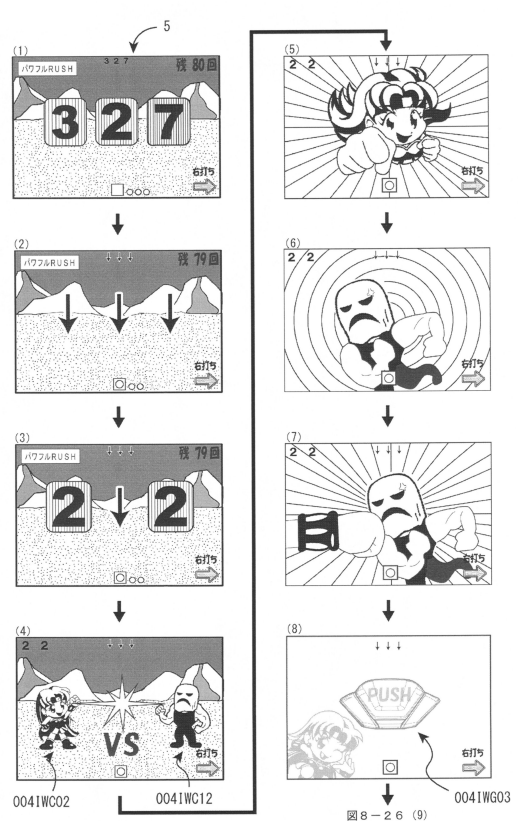 5
(1)
3 2 7
パワフルRUSH
残 80回
3 2 7
右打ち
(2)
パワフルRUSH
残 79回
右打ち
(3)
パワフルRUSH
残 79回
2 2
右打ち
(4)
2 2
VS
右打ち
004IWC02
004IWC12
(5)
2 2
右打ち
(6)
2 2
右打ち
(7)
2 2
右打ち
(8)
PUSH
右打ち
004IWG03
図8-26 (9)